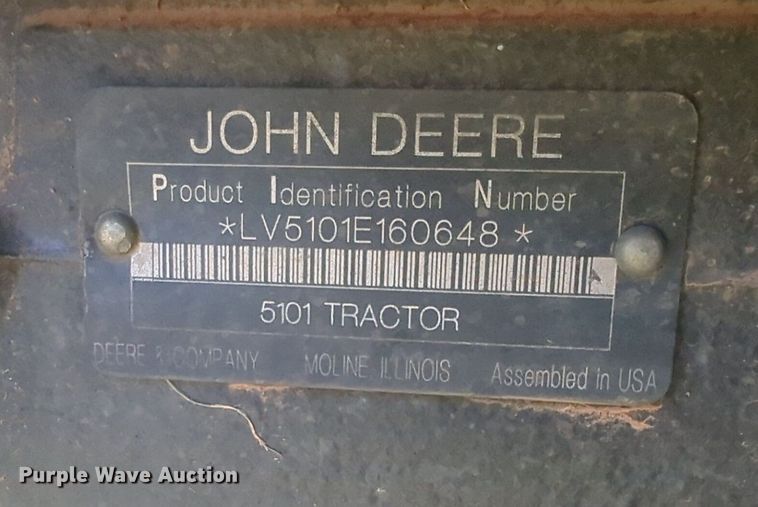 JOHN DEERE
Product Identification Number
*LV5101E160648*
5101 TRACTOR
DEERE & COMPANY MOLINE ILLINOIS Assembled in USA
Purple Wave Auction